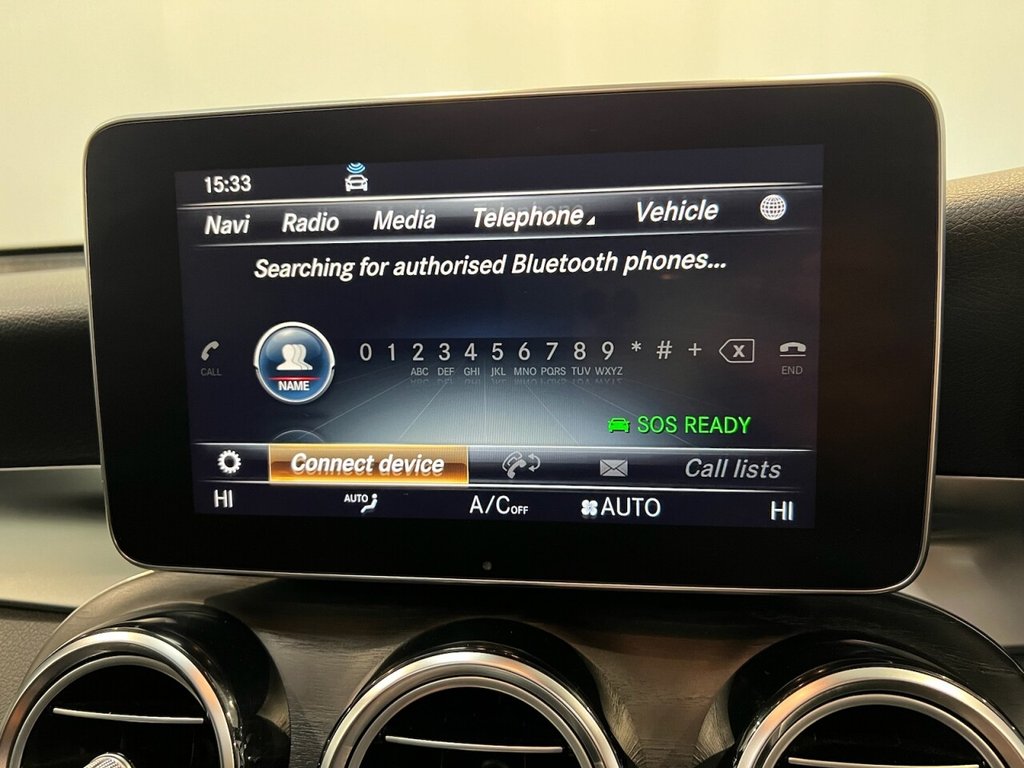 15:33
Navi Radio Media Telephone Vehicle
Searching for authorised Bluetooth phones...
0 1 2 3 4 5 6 7 8 9 * # + X
CALL ABC DEF GHI JKL MNO PQRS TUV WXYZ END
NAME
SOS READY
Connect device Call lists
HI AUTO A/C OFF AUTO HI